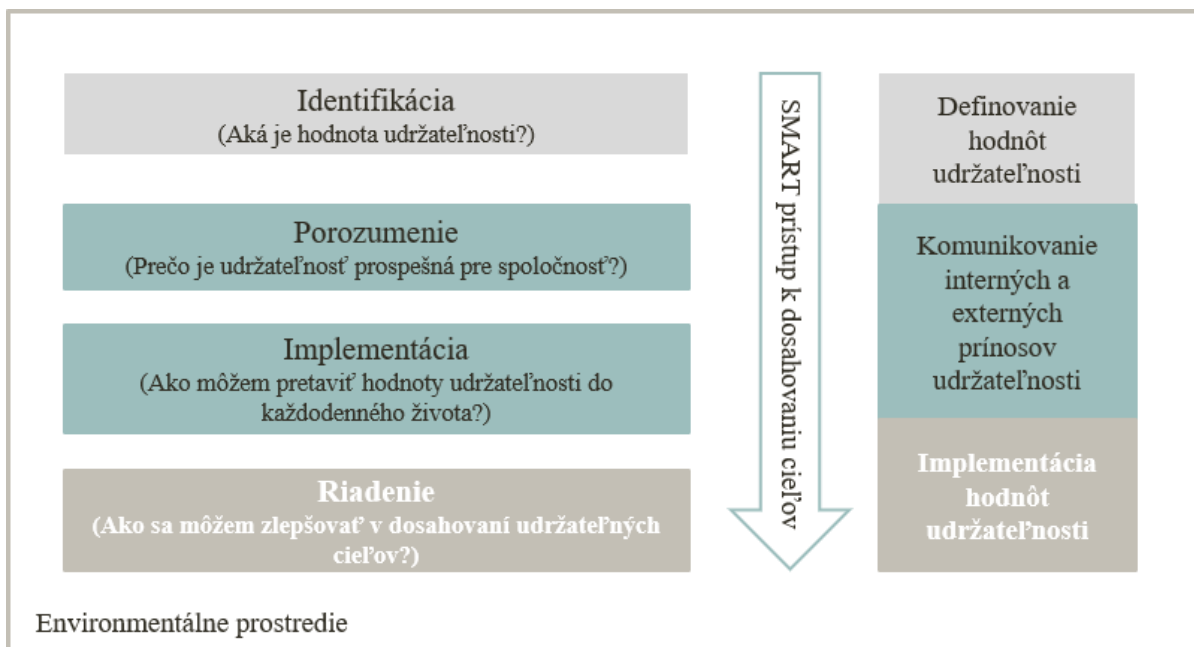 Identifikácia
(Aká je hodnota udržateľnosti?)
Porozumenie
(Prečo je udržateľnosť prospešná pre spoločnosť?)
Implementácia
(Ako môžem pretaviť hodnoty udržateľnosti do
každodenného života?)
Riadenie
(Ako sa môžem zlepšovať v dosahovaní udržateľných
cieľov?)
SMART prístup k dosahovaniu cieľov
Definovanie
hodnôt
udržateľnosti
Komunikovanie
interných a
externých
prínosov
udržateľnosti
Implementácia
hodnôt
udržateľnosti
Environmentálne prostredie